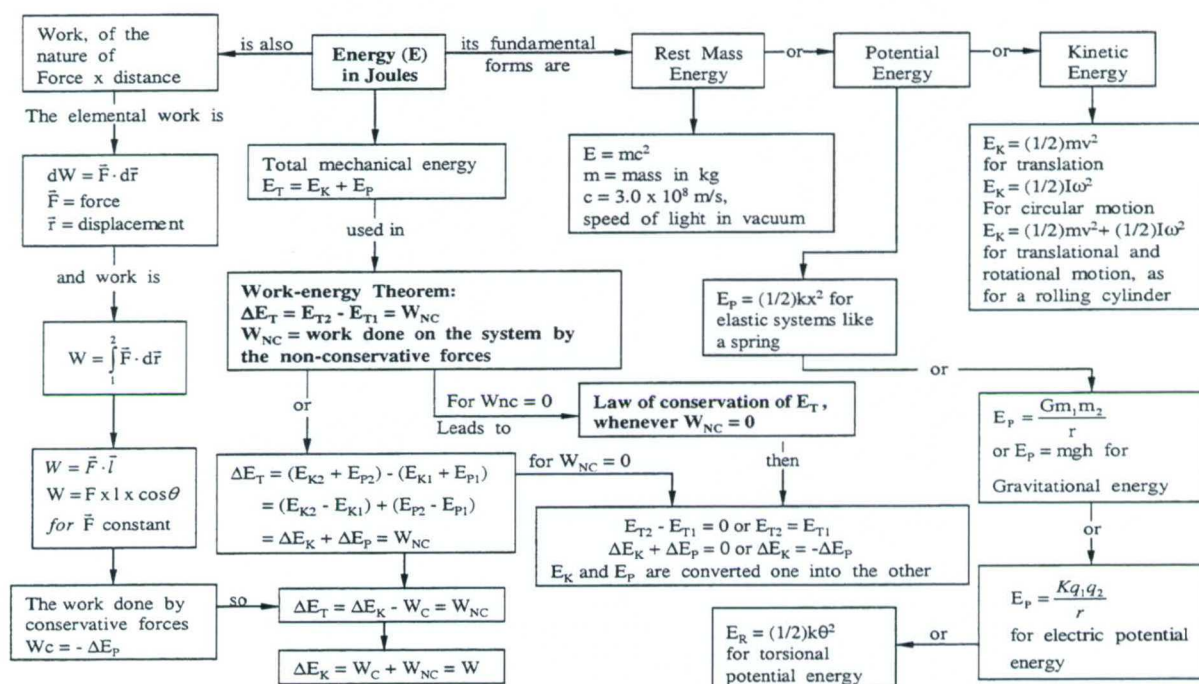 Work, of the
nature of
Force x distance
is also
Energy (E)
in Joules
its fundamental
forms are
Rest Mass
Energy
or
Potential
Energy
or
Kinetic
Energy
The elemental work is
dW = F⃗ · dr⃗
F⃗ = force
r⃗ = displacement
and work is
W = ∫₁² F⃗ · dr⃗
W = F⃗ · l⃗
W = F x l x cosθ
for F⃗ constant
The work done by
conservative forces
Wc = - ΔE_P
so
Total mechanical energy
E_T = E_K + E_P
used in
Work-energy Theorem:
ΔE_T = E_T2 - E_T1 = W_NC
W_NC = work done on the system by
the non-conservative forces
or
For Wnc = 0
Leads to
Law of conservation of E_T,
whenever W_NC = 0
ΔE_T = (E_K2 + E_P2) - (E_K1 + E_P1)
= (E_K2 - E_K1) + (E_P2 - E_P1)
= ΔE_K + ΔE_P = W_NC
for W_NC = 0
then
E_T2 - E_T1 = 0 or E_T2 = E_T1
ΔE_K + ΔE_P = 0 or ΔE_K = -ΔE_P
E_K and E_P are converted one into the other
ΔE_T = ΔE_K - W_C = W_NC
ΔE_K = W_C + W_NC = W
E = mc²
m = mass in kg
c = 3.0 x 10⁸ m/s,
speed of light in vacuum
E_P = (1/2)kx² for
elastic systems like
a spring
or
E_P = Gm₁m₂/r
or E_P = mgh for
Gravitational energy
or
E_P = Kq₁q₂/r
for electric potential
energy
or
E_R = (1/2)kθ²
for torsional
potential energy
E_K = (1/2)mv²
for translation
E_K = (1/2)Iω²
For circular motion
E_K = (1/2)mv² + (1/2)Iω²
for translational and
rotational motion, as
for a rolling cylinder